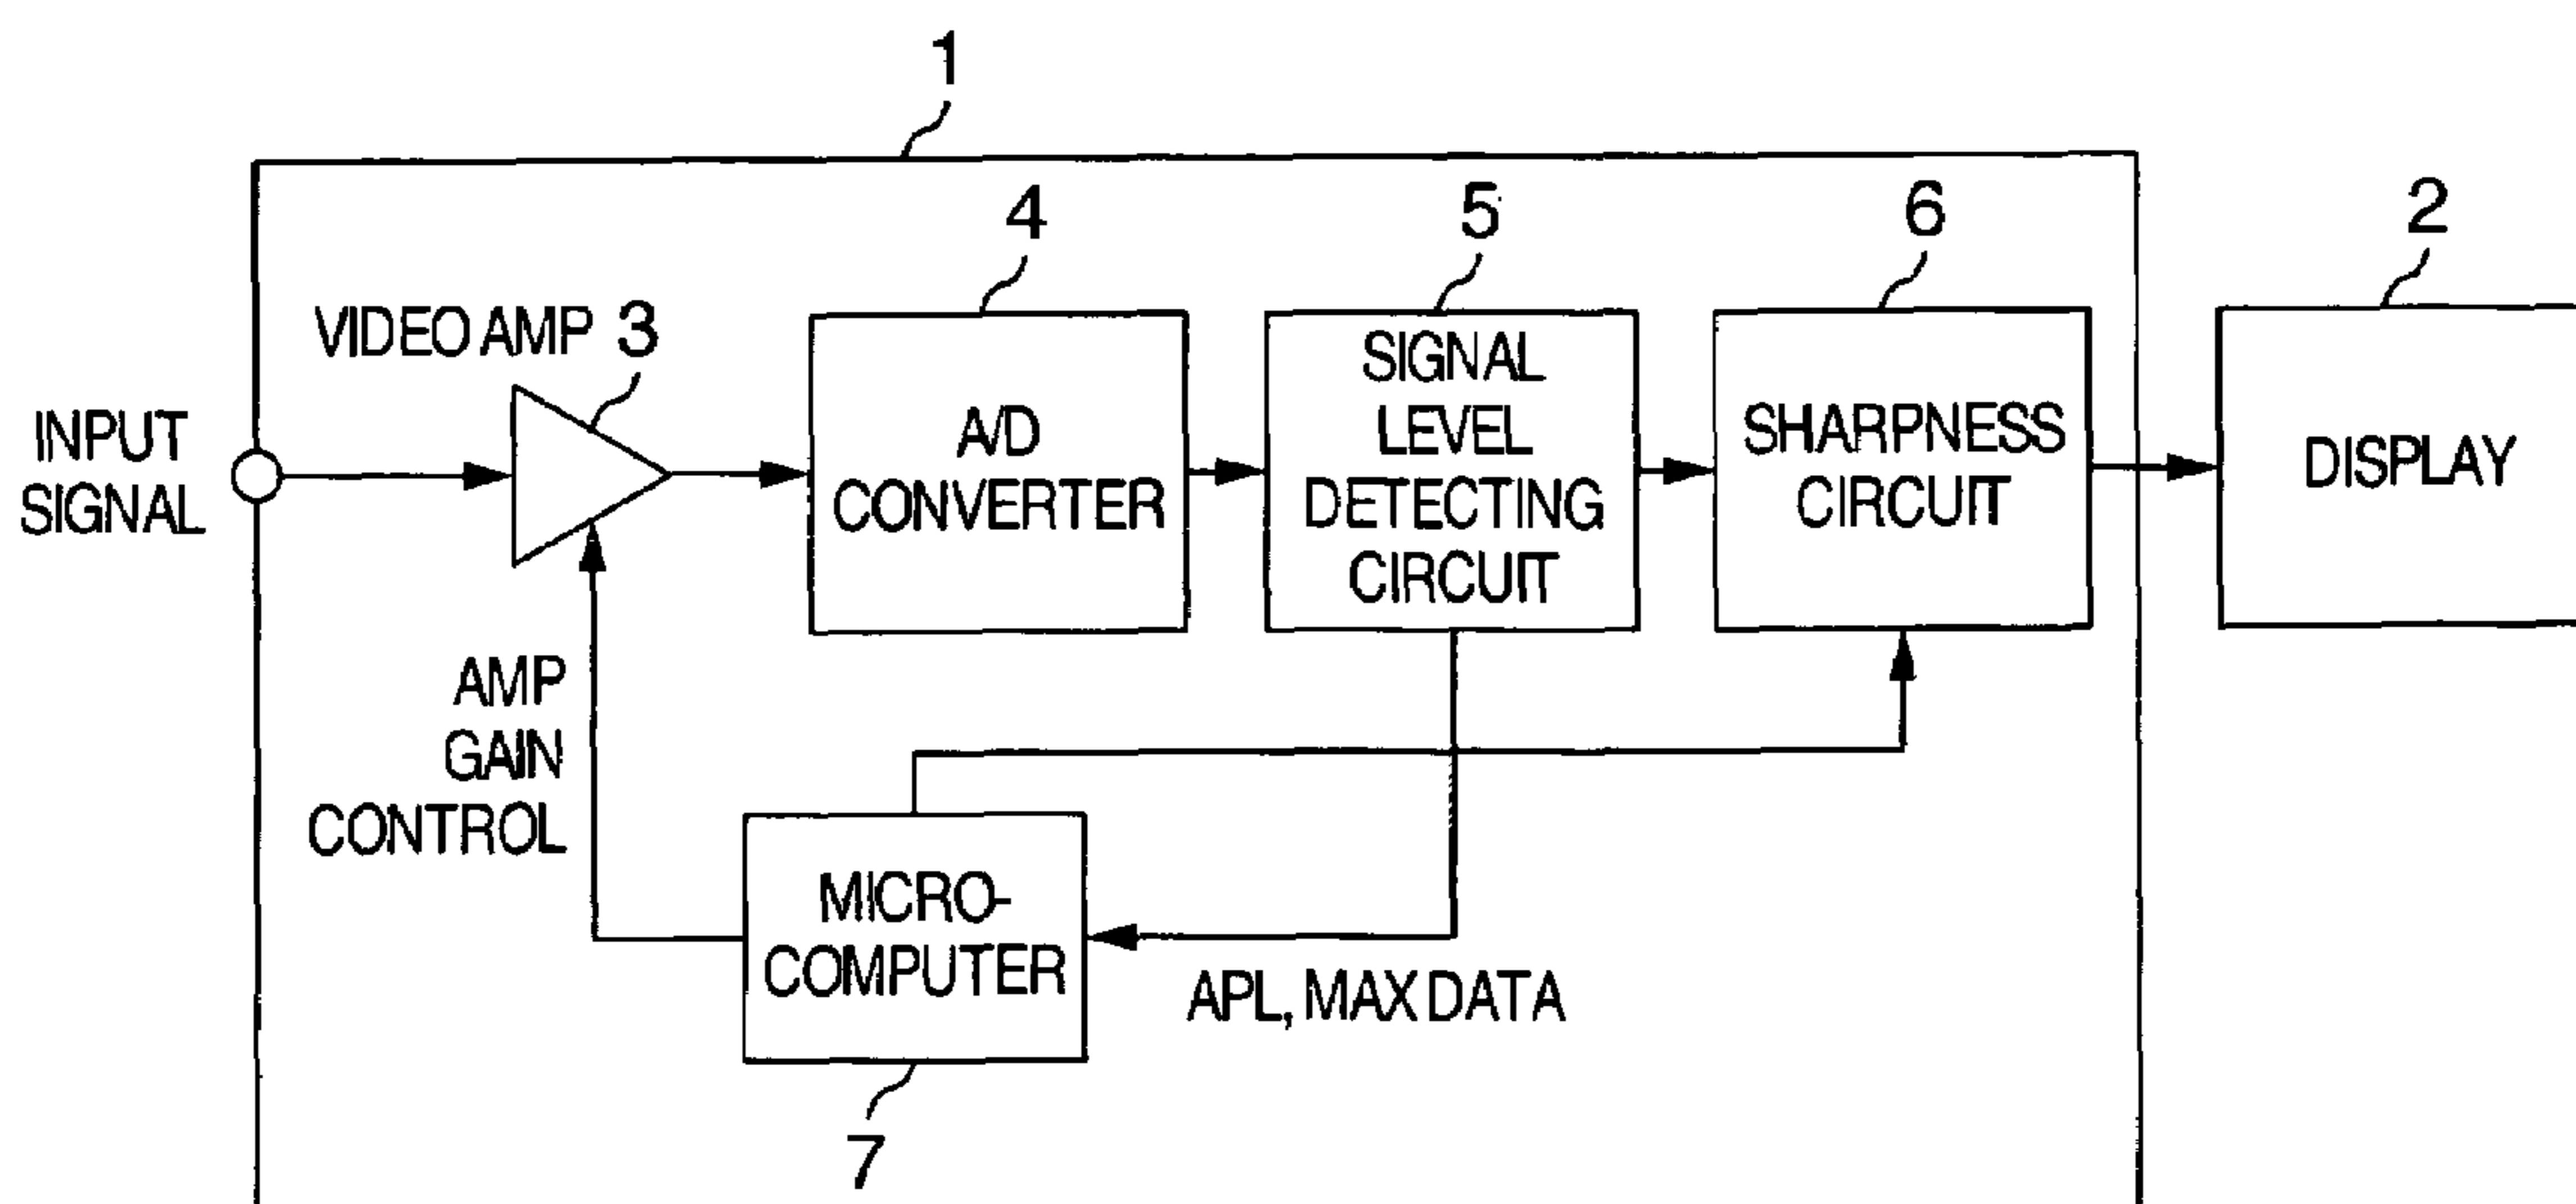 1
4
5
6
2
VIDEO AMP 3
INPUT
SIGNAL
A/D
CONVERTER
SIGNAL
LEVEL
DETECTING
CIRCUIT
SHARPNESS
CIRCUIT
DISPLAY
AMP
GAIN
CONTROL
MICRO-
COMPUTER
APL, MAX DATA
7